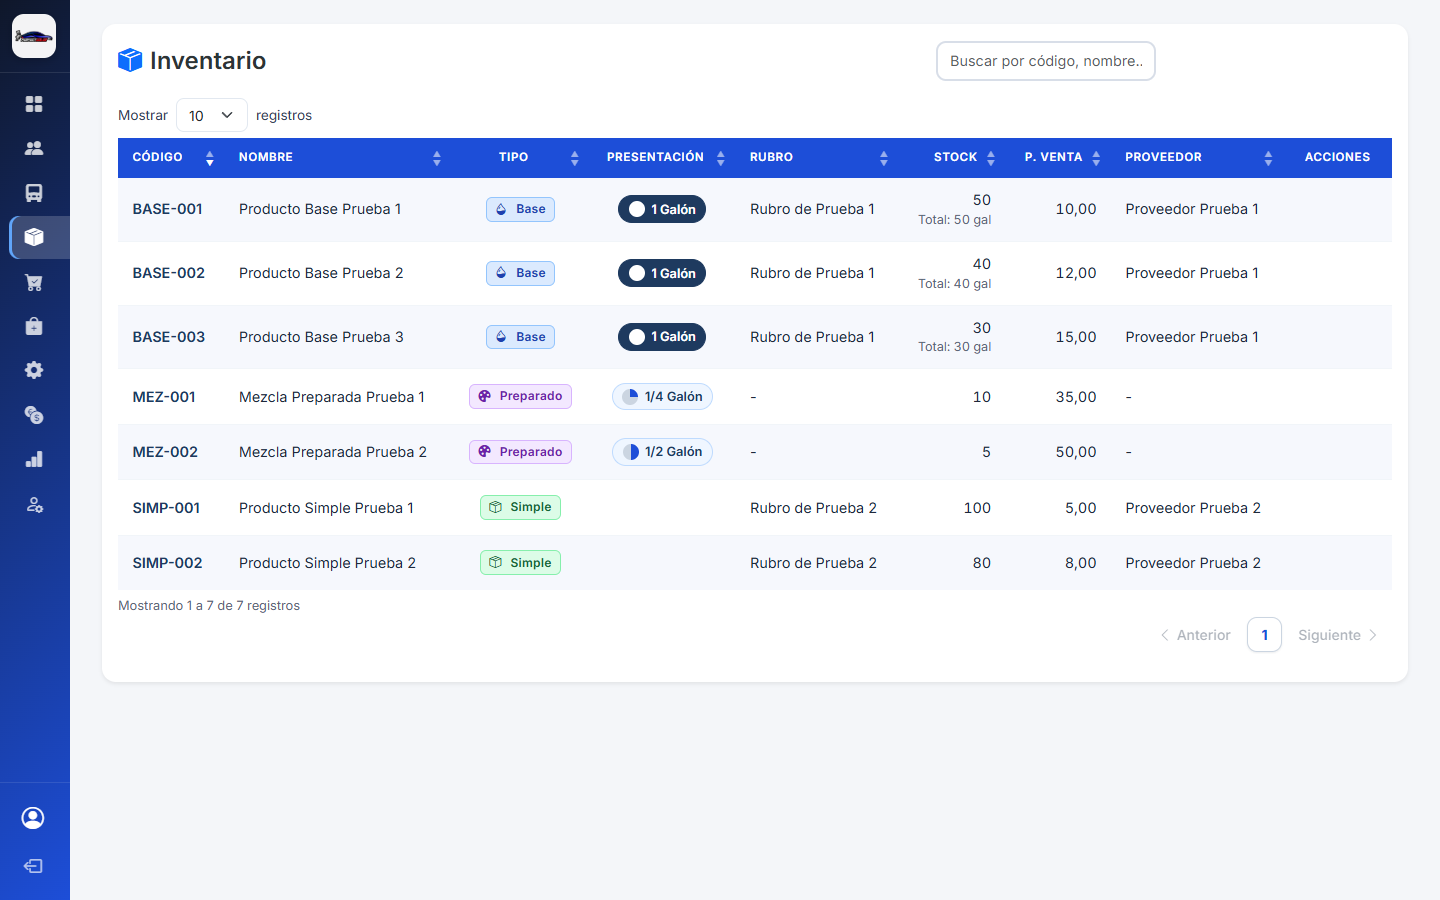 Inventario
Buscar por código, nombre..
Mostrar 10 registros
CÓDIGO NOMBRE TIPO PRESENTACIÓN RUBRO STOCK P. VENTA PROVEEDOR ACCIONES
BASE-001 Producto Base Prueba 1 Base 1 Galón Rubro de Prueba 1 50 10,00 Proveedor Prueba 1
Total: 50 gal
BASE-002 Producto Base Prueba 2 Base 1 Galón Rubro de Prueba 1 40 12,00 Proveedor Prueba 1
Total: 40 gal
BASE-003 Producto Base Prueba 3 Base 1 Galón Rubro de Prueba 1 30 15,00 Proveedor Prueba 1
Total: 30 gal
MEZ-001 Mezcla Preparada Prueba 1 Preparado 1/4 Galón - 10 35,00 -
MEZ-002 Mezcla Preparada Prueba 2 Preparado 1/2 Galón - 5 50,00 -
SIMP-001 Producto Simple Prueba 1 Simple Rubro de Prueba 2 100 5,00 Proveedor Prueba 2
SIMP-002 Producto Simple Prueba 2 Simple Rubro de Prueba 2 80 8,00 Proveedor Prueba 2
Mostrando 1 a 7 de 7 registros
Anterior 1 Siguiente